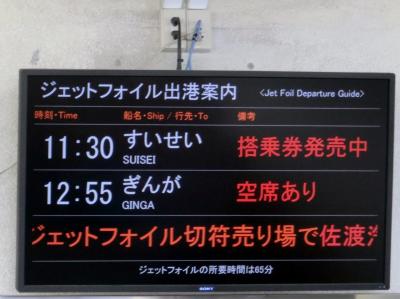 ジェットフォイル出港案内 <Jet Foil Departure Guide>
時刻・Time 船名・Ship / 行先・To 備考
11:30 すいせい 搭乗券発売中
SUISEI
12:55 ぎんが 空席あり
GINGA
ジェットフォイル切符売り場で佐渡
ジェットフォイルの所要時間は65分
SONY